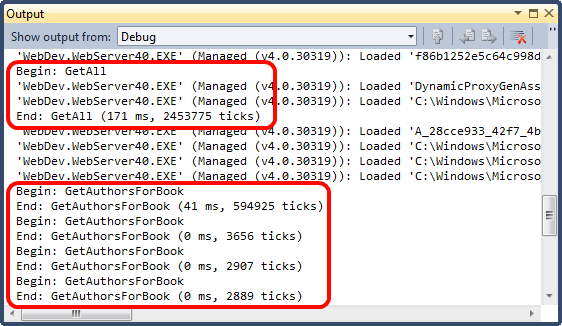 Output
Show output from: Debug
'WebDev.WebServer40.EXE' (Managed (v4.0.30319)): Loaded 'f86b1252e5c64c998d
Begin: GetAll
'WebDev.WebServer40.EXE' (Managed (v4.0.30319)): Loaded 'DynamicProxyGenAss
'WebDev.WebServer40.EXE' (Managed (v4.0.30319)): Loaded 'C:\Windows\Microso
End: GetAll (171 ms, 2453775 ticks)
'WebDev.WebServer40.EXE' (Managed (v4.0.30319)): Loaded 'A_28cce933_42f7_4b
'WebDev.WebServer40.EXE' (Managed (v4.0.30319)): Loaded 'C:\Windows\Microso
'WebDev.WebServer40.EXE' (Managed (v4.0.30319)): Loaded 'C:\Windows\Microso
'WebDev.WebServer40.EXE' (Managed (v4.0.30319)): Loaded 'C:\Windows\Microso
Begin: GetAuthorsForBook
End: GetAuthorsForBook (41 ms, 594925 ticks)
Begin: GetAuthorsForBook
End: GetAuthorsForBook (0 ms, 3656 ticks)
Begin: GetAuthorsForBook
End: GetAuthorsForBook (0 ms, 2907 ticks)
Begin: GetAuthorsForBook
End: GetAuthorsForBook (0 ms, 2889 ticks)